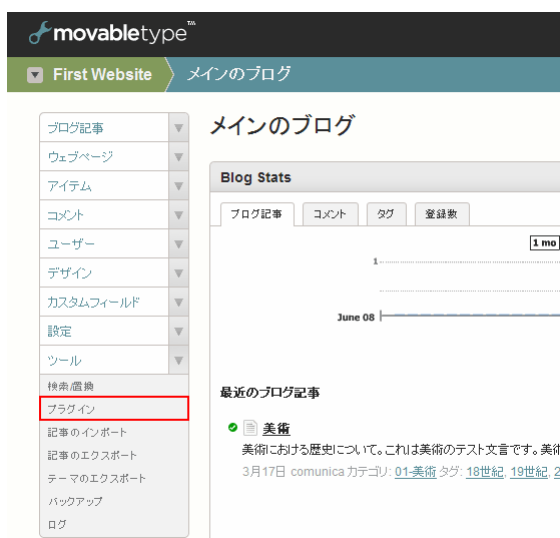 movabletype™
First Website メインのブログ
メインのブログ
ブログ記事
ウェブページ
アイテム
コメント
ユーザー
デザイン
カスタムフィールド
設定
ツール
検索/置換
プラグイン
記事のインポート
記事のエクスポート
テーマのエクスポート
バックアップ
ログ
Blog Stats
ブログ記事 コメント タグ 登録数
1 mo
1
June 08
最近のブログ記事
美術
美術における歴史について。これは美術のテスト文言です。美術
3月17日 comunica カテゴリ: 01-美術 タグ: 18世紀, 19世紀, 2